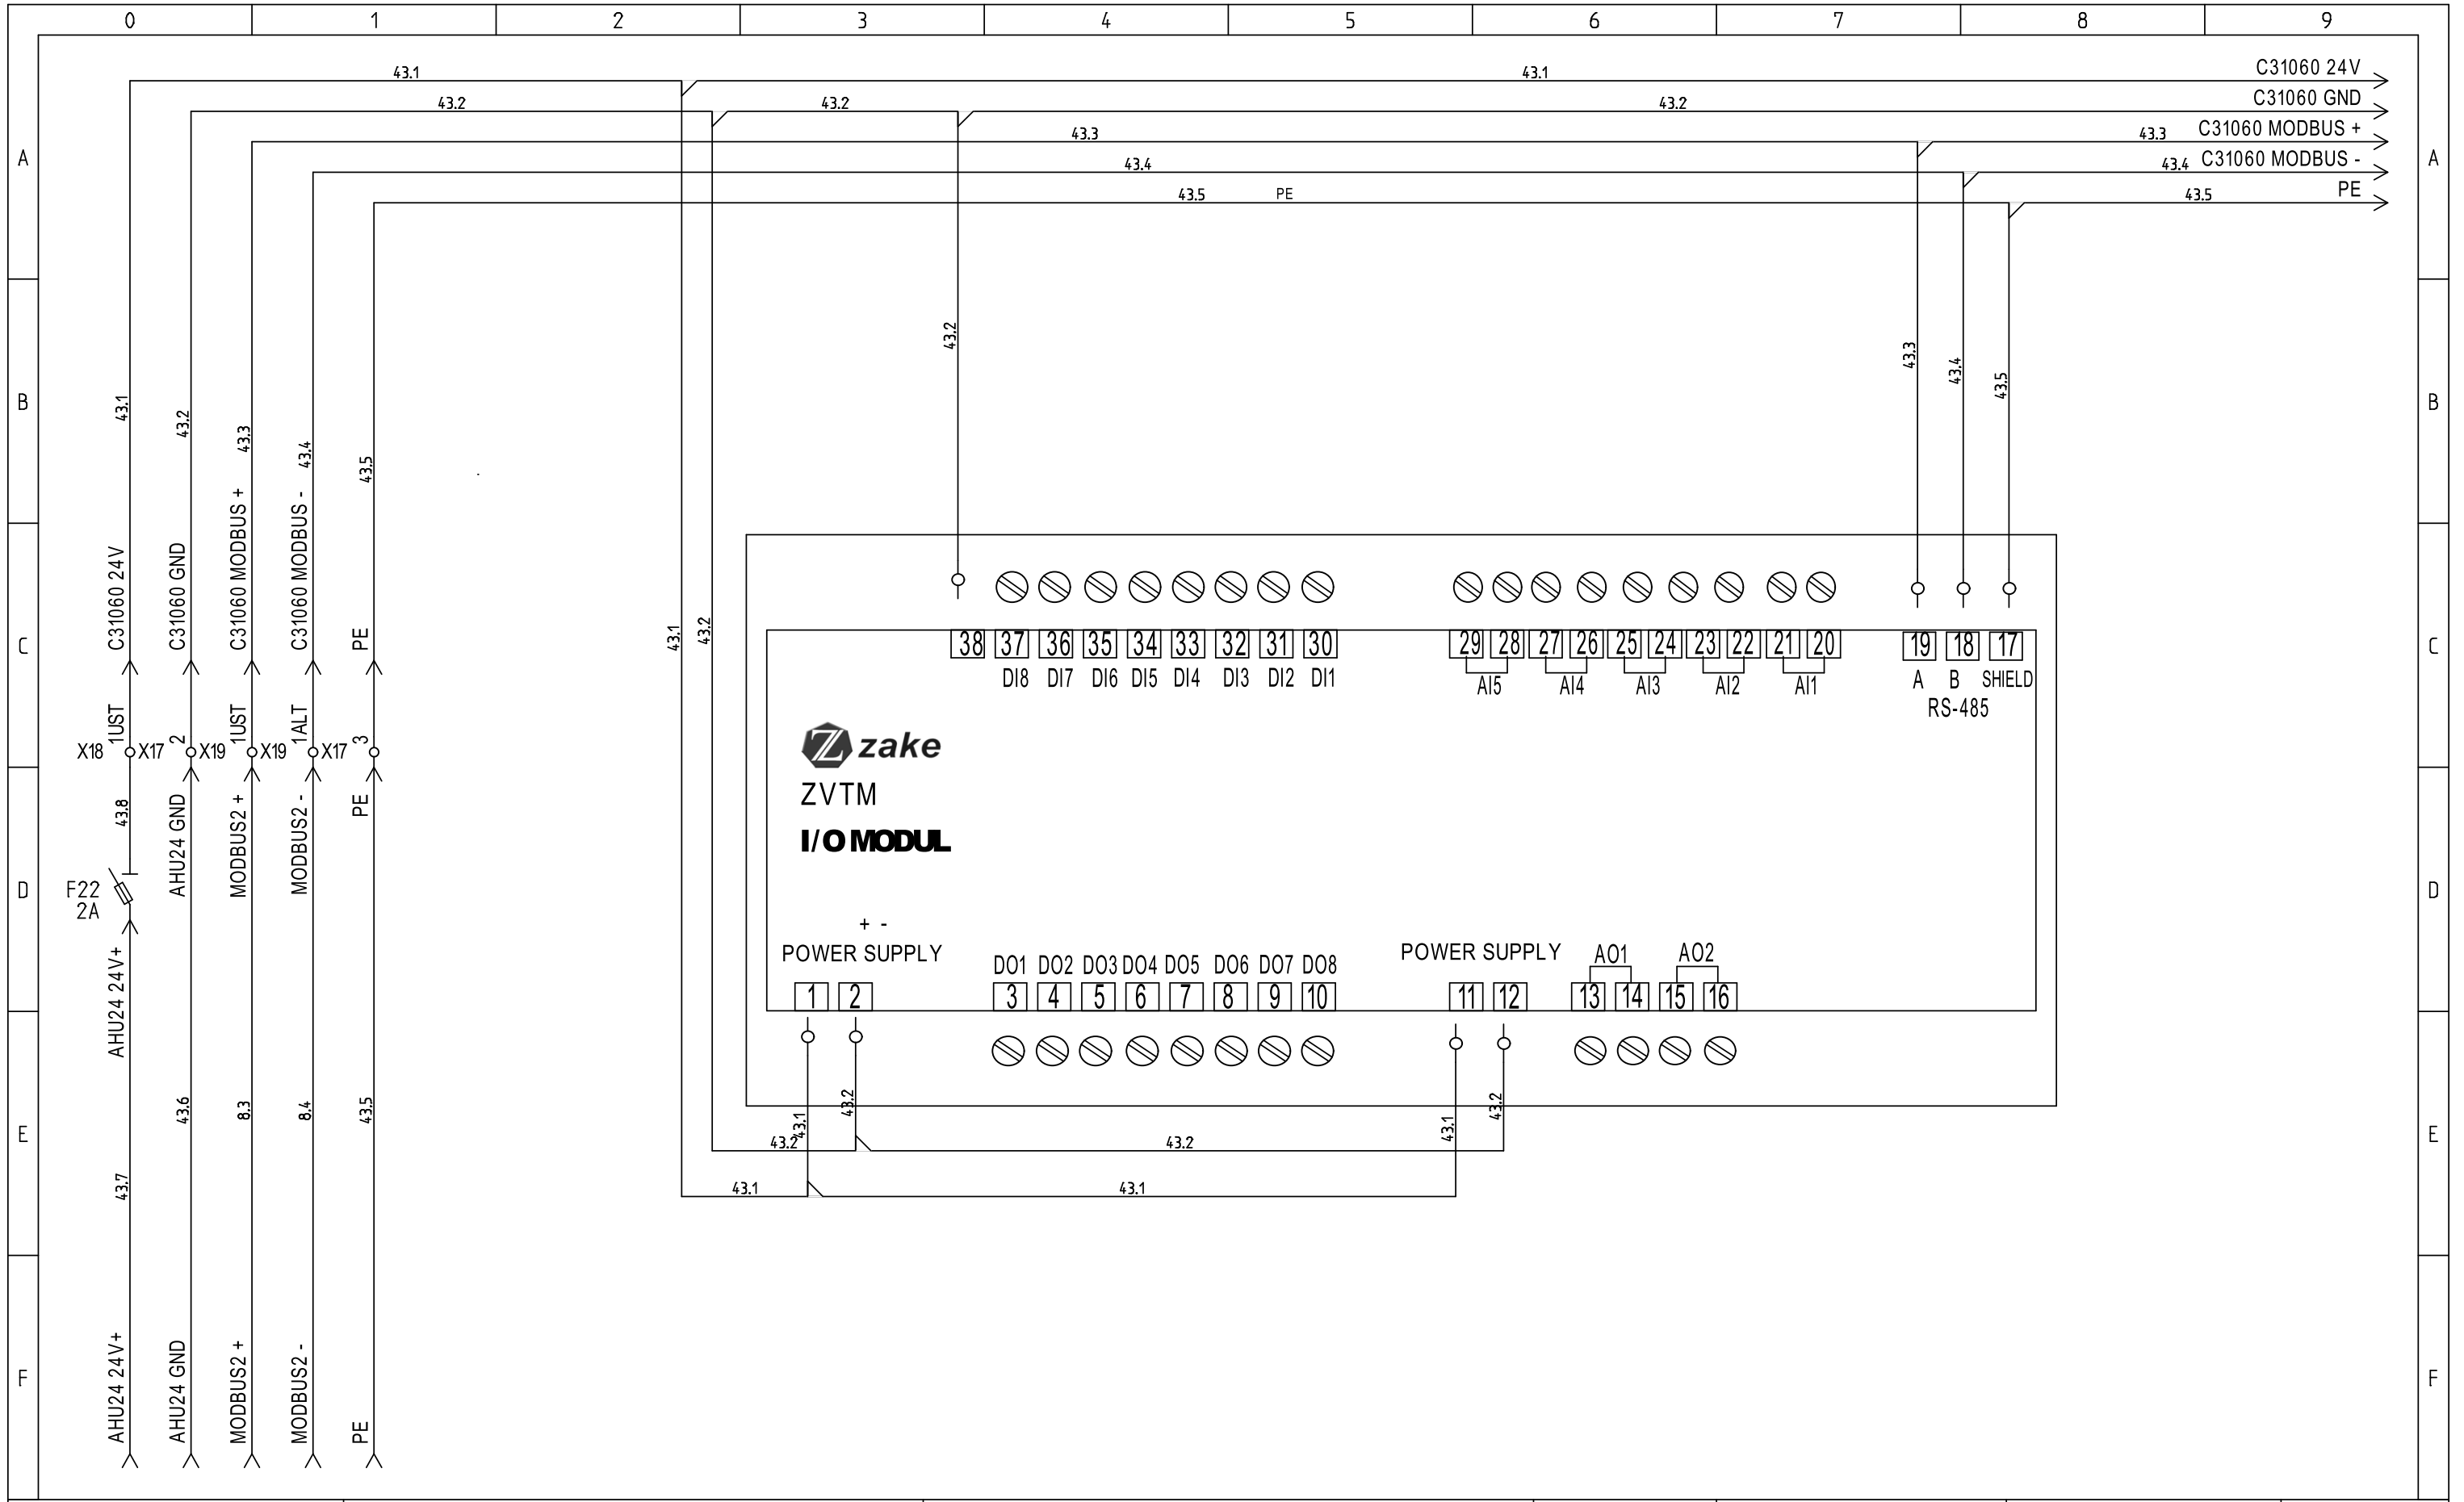 0 1 2 3 4 5 6 7 8 9
43.1 43.1 C31060 24V
43.2 43.2 43.2 C31060 GND
43.3 43.3 C31060 MODBUS +
43.4 43.4 C31060 MODBUS -
43.5 PE 43.5 PE
A A
B B
43.1 43.2 43.3 43.4 43.5
43.2 43.3 43.4 43.5
C31060 24V
C31060 GND
C31060 MODBUS +
C31060 MODBUS -
PE
43.1 43.2
C C
38 37 36 35 34 33 32 31 30 29 28 27 26 25 24 23 22 21 20 19 18 17
DI8 DI7 DI6 DI5 DI4 DI3 DI2 DI1 AI5 AI4 AI3 AI2 AI1 A B SHIELD
RS-485
1UST 2 1UST 1ALT 3
X18 X17 X19 X19 X17
zake
ZVTM
I/O MODUL
43.8
AHU24 GND
MODBUS2 +
MODBUS2 -
PE
D D
F22
2A
AHU24 24V+
+ -
POWER SUPPLY
DO1 DO2 DO3 DO4 DO5 DO6 DO7 DO8
POWER SUPPLY
AO1 AO2
1 2 3 4 5 6 7 8 9 10 11 12 13 14 15 16
43.7 43.6 8.3 8.4 43.5
43.1 43.2 43.1 43.2
E E
43.2 43.2
43.1 43.1
AHU24 24V+
AHU24 GND
MODBUS2 +
MODBUS2 -
PE
F F